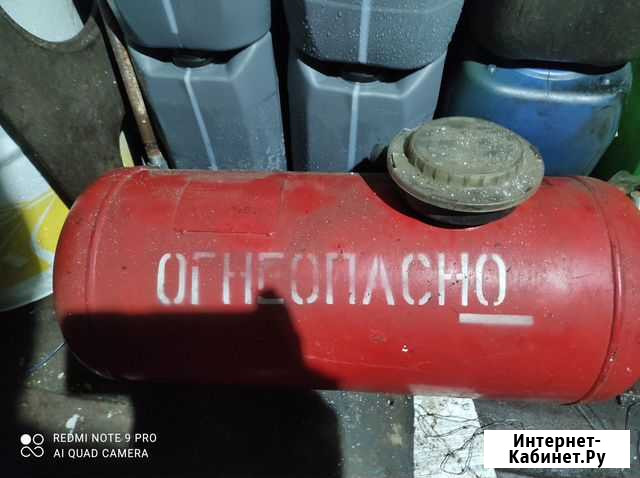 ОГНЕОПАСНО
REDMI NOTE 9 PRO
AI QUAD CAMERA
Интернет-
Кабинет.Ру